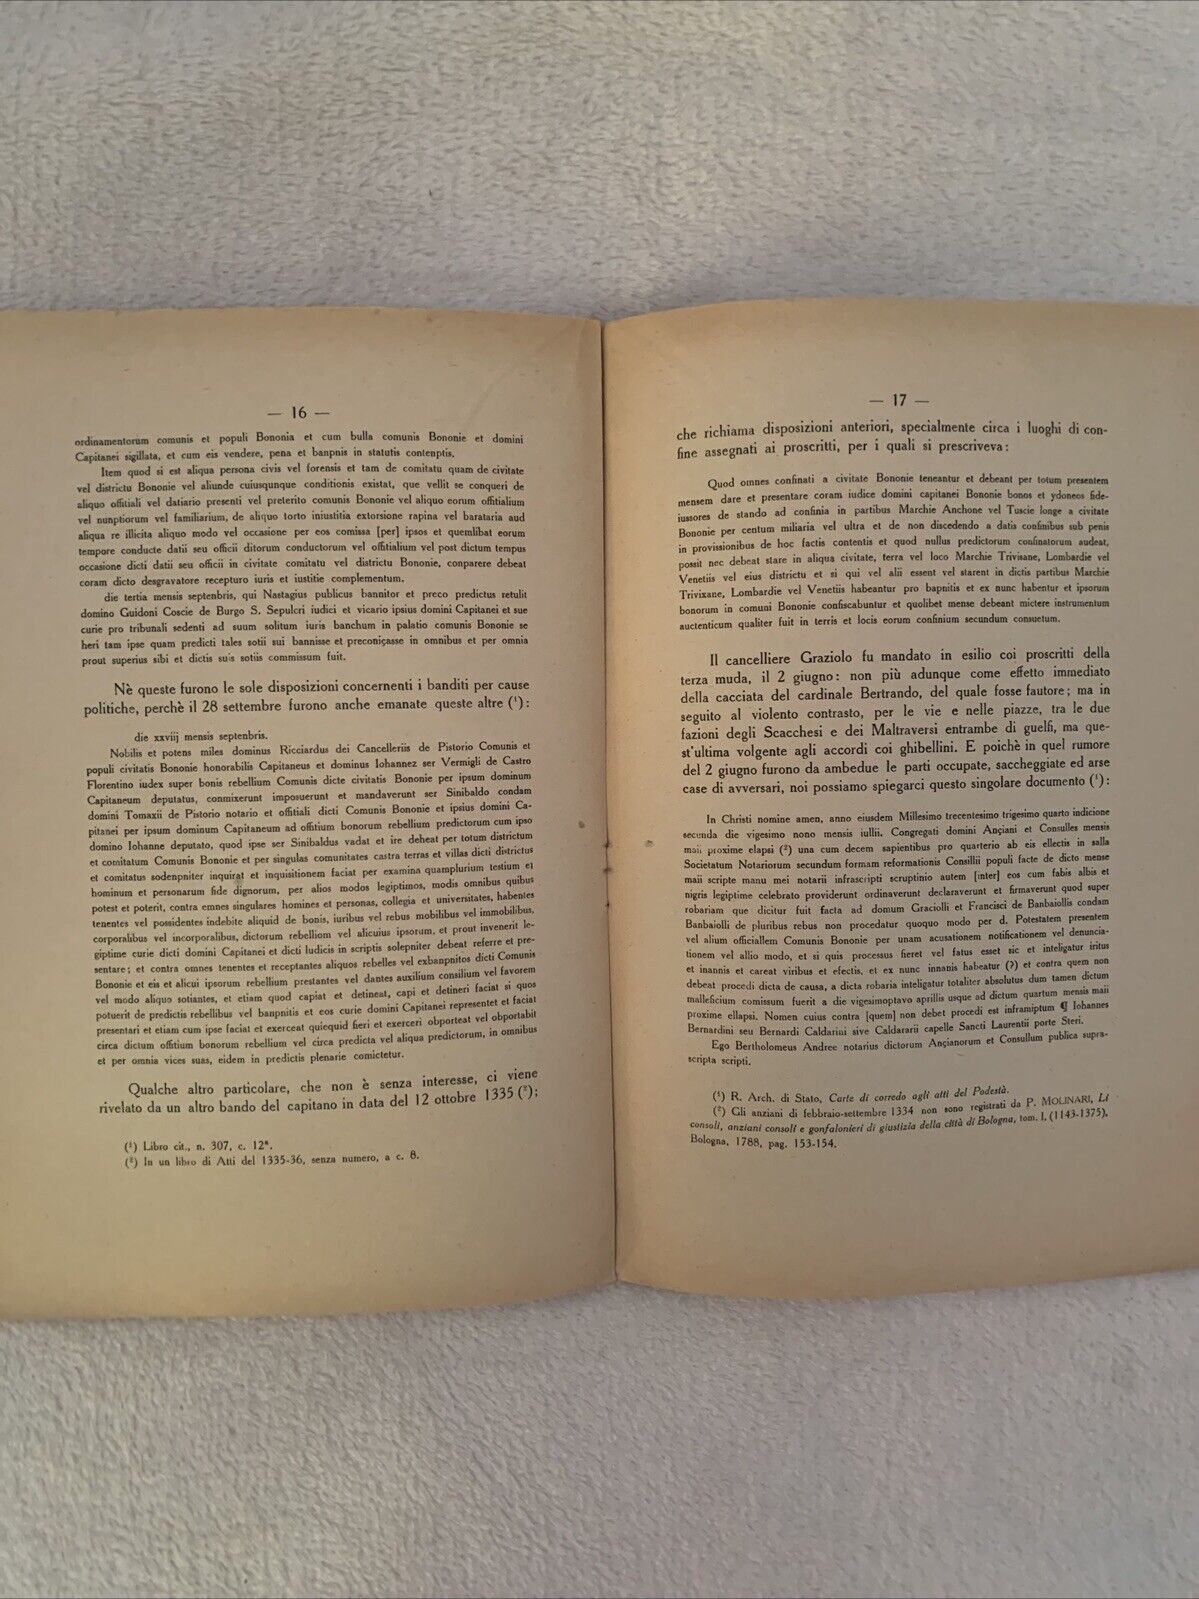 — 16 —
ordinamentorum comunis et populi Bononia et cum bulla comunis Bononie et domini
Capitanei sigillata, et cum eis vendere, pena et banpnis in statutis contenptis.
Item quod si est aliqua persona civis vel forensis et tam de comitatu quam de civitate
vel districtu Bononie vel aliunde cuiusqunque conditionis existat, que vellit se conqueri de
aliquo offitiali vel datiario presenti vel preterito comunis Bononie vel aliquo eorum offitialium
vel nunptiorum vel familiarium, de aliquo torto iniustitia extorsione rapina vel barataria aud
aliqua re illicita aliquo modo vel occasione per eos comissa [per] ipsos et quemlibat eorum
tempore conducte datii seu officii ditorum conductorum vel offitialium vel post dictum tempus
occasione dicti datii seu officii in civitate comitatu vel districtu Bononie, conparere debeat
coram dicto desgravatore recepturo iuris et iustitie complementum.
die tertia mensis septenbris, qui Nastagius publicus bannitor et preco predictus retulit
domino Guidoni Coscie de Burgo S. Sepulcri iudici et vicario ipsius domini Capitanei et sue
curie pro tribunali sedenti ad suum solitum iuris banchum in palatio comunis Bononie se
heri tam ipse quam predicti tales sotii sui bannisse et preconiçasse in omnibus et per omnia
prout superius sibi et dictis suis sotiis commissum fuit.
Nè queste furono le sole disposizioni concernenti i banditi per cause
politiche, perchè il 28 settembre furono anche emanate queste altre (¹):
die xxviij mensis septenbris.
Nobilis et potens miles dominus Ricciardus dei Cancelleriis de Pistorio Comunis et
populi civitatis Bononie honorabilis Capitaneus et dominus Iohannez ser Vermigli de Castro
Florentino iudex super bonis rebellium Comunis dicte civitatis Bononie per ipsum dominum
Capitaneum deputatus, conmixerunt imposuerunt et mandaverunt ser Sinibaldo condam
domini Tomaxii de Pistorio notario et offitiali dicti Comunis Bononie et ipsius domini Ca-
pitanei per ipsum dominum Capitaneum ad offitium bonorum rebellium predictorum cum ipso
domino Iohanne deputato, quod ipse ser Sinibaldus vadat et ire debeat per totum districtum
et comitatum Comunis Bononie et per singulas comunitates castra terras et villas dicti districtus
et comitatus sodenpniter inquirat et inquisitionem faciat per examina quamplurium testium et
hominum et personarum fide dignorum, per alios modos legiptimos, modis omnibus quibus
potest et poterit, contra emnes singulares homines et personas, collegia et universitates, habentes
tenentes vel possidentes indebite aliquid de bonis, iuribus vel rebus mobilibus vel immobilibus,
corporalibus vel incorporalibus, dictorum rebelliom vel alicuius ipsorum, et prout invenerit le-
giptime curie dicti domini Capitanei et dicti Iudicis in scriptis solepniter debeat referre et pre-
sentare; et contra omnes tenentes et receptantes aliquos rebelles vel exbanpnitos dicti Comunis
Bononie et eis et alicui ipsorum rebellium prestantes vel dantes auxilium consilium vel favorem
vel modo aliquo sotiantes, et etiam quod capiat et detineat, capi et detineri faciat si quos
potuerit de predictis rebellibus vel banpnitis et eos curie domini Capitanei representet et faciat
presentari et etiam cum ipse faciat et exerceat quiequid fieri et exerceri oporteat vel obportabit
circa dictum offitium bonorum rebellium vel circa predicta vel aliqua predictorum, in omnibus
et per omnia vices suas, eidem in predictis plenarie comictetur.
Qualche altro particolare, che non è senza interesse, ci viene
rivelato da un altro bando del capitano in data del 12 ottobre 1335 (²);
(¹) Libro cit., n. 307, c. 12ª.
(²) In un libro di Atti del 1335-36, senza numero, a c. 8.
— 17 —
che richiama disposizioni anteriori, specialmente circa i luoghi di con-
fine assegnati ai proscritti, per i quali si prescriveva:
Quod omnes confinati a civitate Bononie teneantur et debeant per totum presentem
mensem dare et presentare coram iudice domini capitanei Bononie bonos et ydoneos fide-
iussores de stando ad confinia in partibus Marchie Anchone vel Tuscie longe a civitate
Bononie per centum miliaria vel ultra et de non discedendo a datis confinibus sub penis
in provissionibus de hoc factis contentis et quod nullus predictorum confinatorum audeat,
possit nec debeat stare in aliqua civitate, terra vel loco Marchie Trivisane, Lombardie vel
Venetiis vel eius districtu et si qui vel alii essent vel starent in dictis partibus Marchie
Trivixane, Lombardie vel Venettis habeantur pro bapnitis et ex nunc habentur et ipsorum
bonorum in comuni Bononie confiscabuntur et quolibet mense debeant mictere instrumentum
auctenticum qualiter fuit in terris et locis eorum confinium secundum consuetum.
Il cancelliere Graziolo fu mandato in esilio coi proscritti della
terza muda, il 2 giugno: non più adunque come effetto immediato
della cacciata del cardinale Bertrando, del quale fosse fautore; ma in
seguito al violento contrasto, per le vie e nelle piazze, tra le due
fazioni degli Scacchesi e dei Maltraversi entrambe di guelfi, ma que-
st'ultima volgente agli accordi coi ghibellini. E poichè in quel rumore
del 2 giugno furono da ambedue le parti occupate, saccheggiate ed arse
case di avversari, noi possiamo spiegarci questo singolare documento (¹):
In Christi nomine amen, anno eiusdem Millesimo trecentesimo trigesimo quarto indicione
secunda die vigesimo nono mensis iullii. Congregati domini Ançiani et Consulles mensis
maii proxime elapsi (²) una cum decem sapientibus pro quarterio ab eis ellectis in salla
Societatum Notariorum secundum formam reformationis Consillii populi facte de dicto mense
maii scripte manu mei notarii infrascripti scruptinio autem [inter] eos cum fabis albis et
nigris legiptime celebrato providerunt ordinaverunt declaraverunt et firmaverunt quod super
robariam que dicitur fuit facta ad domum Graciolli et Francisci de Banbaiollis condam
Banbaiolli de pluribus rebus non procedatur quoquo modo per d. Potestatem presentem
vel alium officiallem Comunis Bononie per unam acusationem notificationem vel denuncia-
tionem vel allio modo, et si quis processus fieret vel fatus esset sic et inteligatur iritus
et inannis et careat viribus et efectis, et ex nunc innanis habeatur (?) et contra quem non
debeat procedi dicta de causa, a dicta robaria inteligatur totaliter absolutus dum tamen dictum
malleficium comissum fuerit a die vigesimoptavo aprillis usque ad dictum quartum mensis maii
proxime ellapsi. Nomen cuius contra [quem] non debet procedi est inframiptum ¶ Iohannes
Bernardini seu Bernardi Caldarini sive Caldararii capelle Sancti Laurentii porte Steri.
Ego Bertholomeus Andree notarius dictorum Ançianorum et Consullum publica supra-
scripta scripti.
(¹) R. Arch. di Stato, Carte di corredo agli atti del Podestà.
(²) Gli anziani di febbraio-settembre 1334 non sono registrati da P. MOLINARI, Li
consoli, anziani consoli e gonfalonieri di giustizia della città di Bologna, tom. I, (1143-1375),
Bologna, 1788, pag. 153-154.